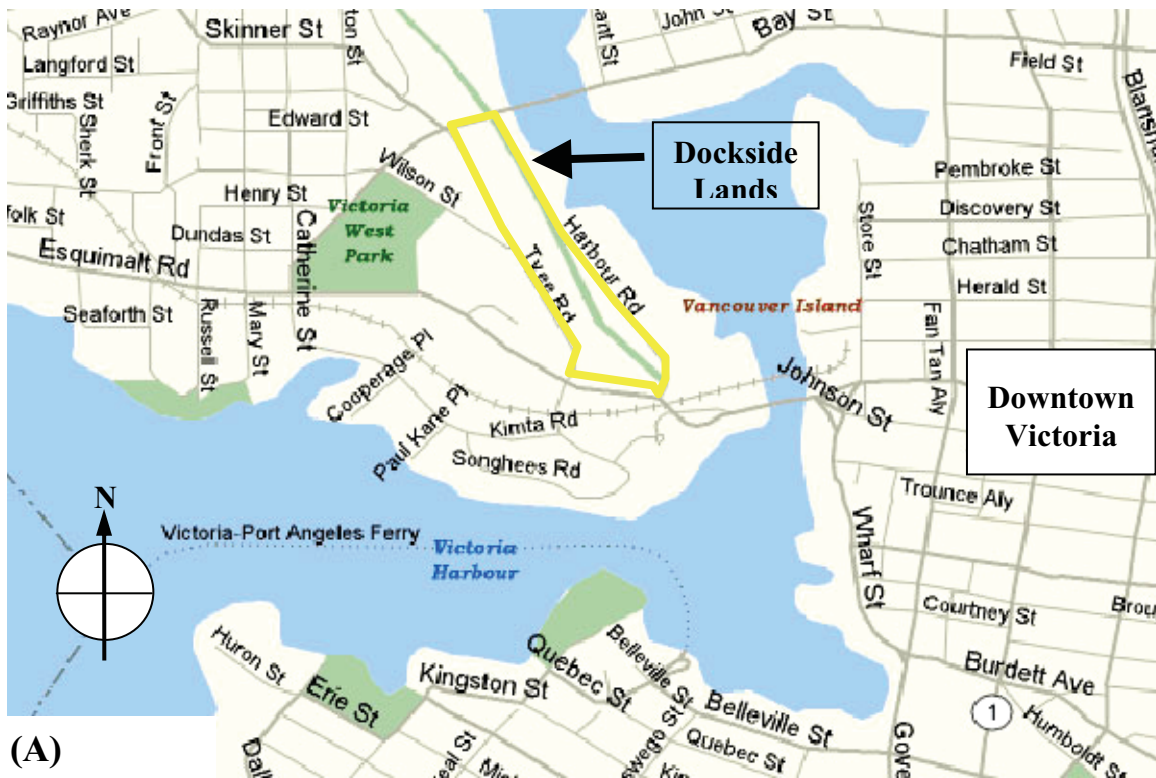 Raynor Ave
Skinner St
John St
Bay St
Langford St
Field St
Griffiths St
Sherk St
Front St
Edward St
Wilson St
Dockside
Lands
Pembroke St
Henry St
Victoria
West
Park
Discovery St
folk St
Dundas St
Catherine St
Harbour Rd
Store St
Chatham St
Esquimalt Rd
Tyee Rd
Herald St
Vancouver Island
Seaforth St
Russell St
Mary St
Fan Tan Aly
Cooperage Pl
Johnson St
Downtown
Victoria
Paul Kane Pl
Kimta Rd
Songhees Rd
Trounce Aly
N
Victoria-Port Angeles Ferry
Victoria
Harbour
Wharf St
Courtney St
Huron St
Quebec St
Belleville St
Burdett Ave
Erie St
Kingston St
Belleville St
1
Humboldt St
(A)
Quebec St